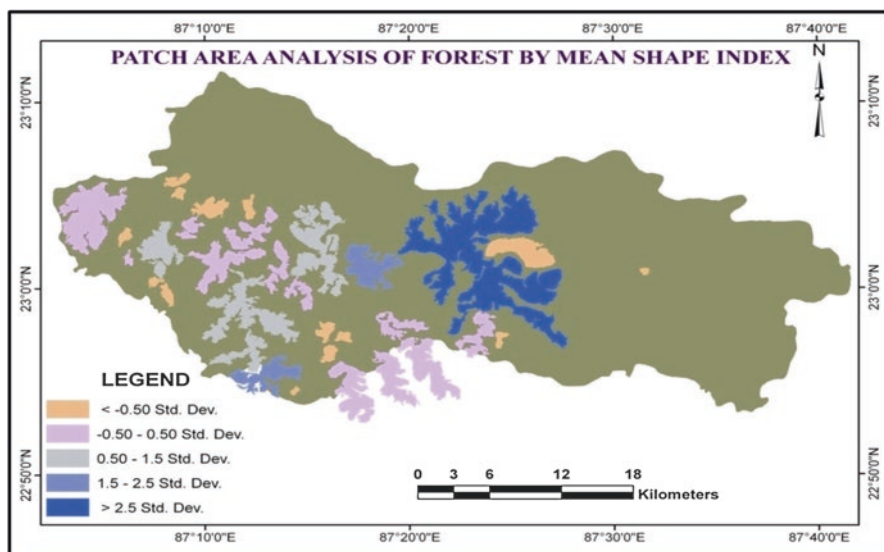 87°10'0"E 87°20'0"E 87°30'0"E 87°40'0"E
PATCH AREA ANALYSIS OF FOREST BY MEAN SHAPE INDEX
N
23°10'0"N 23°10'0"N
23°0'0"N 23°0'0"N
22°50'0"N 22°50'0"N
LEGEND
< -0.50 Std. Dev.
-0.50 - 0.50 Std. Dev.
0.50 - 1.5 Std. Dev.
1.5 - 2.5 Std. Dev.
> 2.5 Std. Dev.
0 3 6 12 18
Kilometers
87°10'0"E 87°20'0"E 87°30'0"E 87°40'0"E